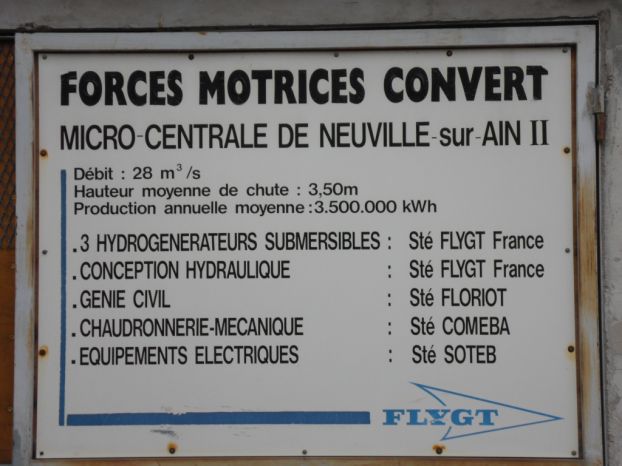 FORCES MOTRICES CONVERT
MICRO-CENTRALE DE NEUVILLE-sur-AIN II
Débit : 28 m³/s
Hauteur moyenne de chute : 3,50m
Production annuelle moyenne : 3.500.000 kWh
.3 HYDROGENERATEURS SUBMERSIBLES : Sté FLYGT France
.CONCEPTION HYDRAULIQUE : Sté FLYGT France
.GENIE CIVIL : Sté FLORIOT
.CHAUDRONNERIE-MECANIQUE : Sté COMEBA
.EQUIPEMENTS ELECTRIQUES : Sté SOTEB
FLYGT